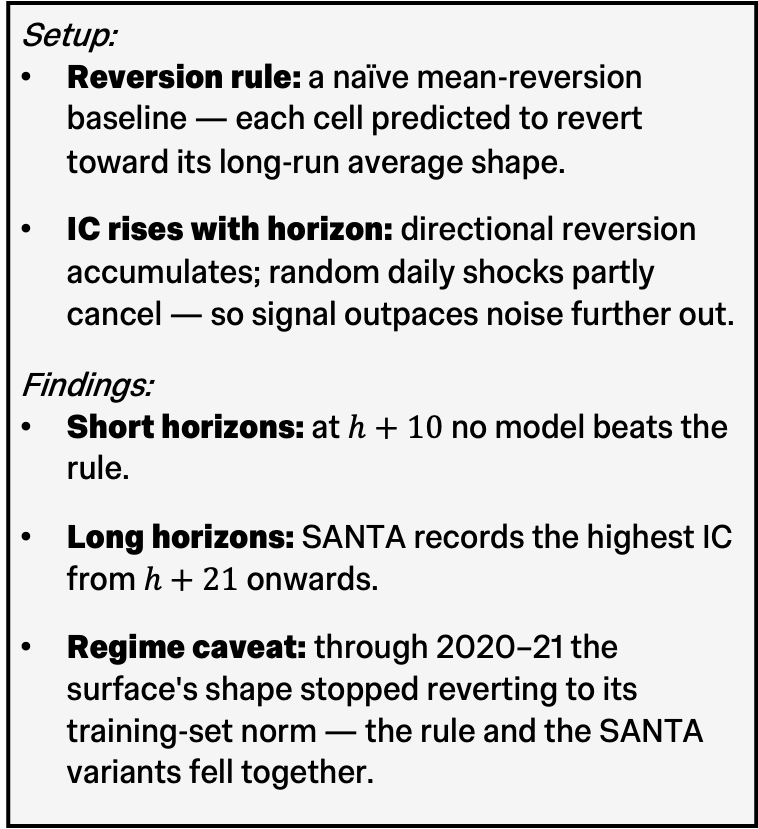 Setup:
• Reversion rule: a naïve mean-reversion
baseline — each cell predicted to revert
toward its long-run average shape.
• IC rises with horizon: directional reversion
accumulates; random daily shocks partly
cancel — so signal outpaces noise further out.
Findings:
• Short horizons: at h + 10 no model beats the
rule.
• Long horizons: SANTA records the highest IC
from h + 21 onwards.
• Regime caveat: through 2020–21 the
surface's shape stopped reverting to its
training-set norm — the rule and the SANTA
variants fell together.